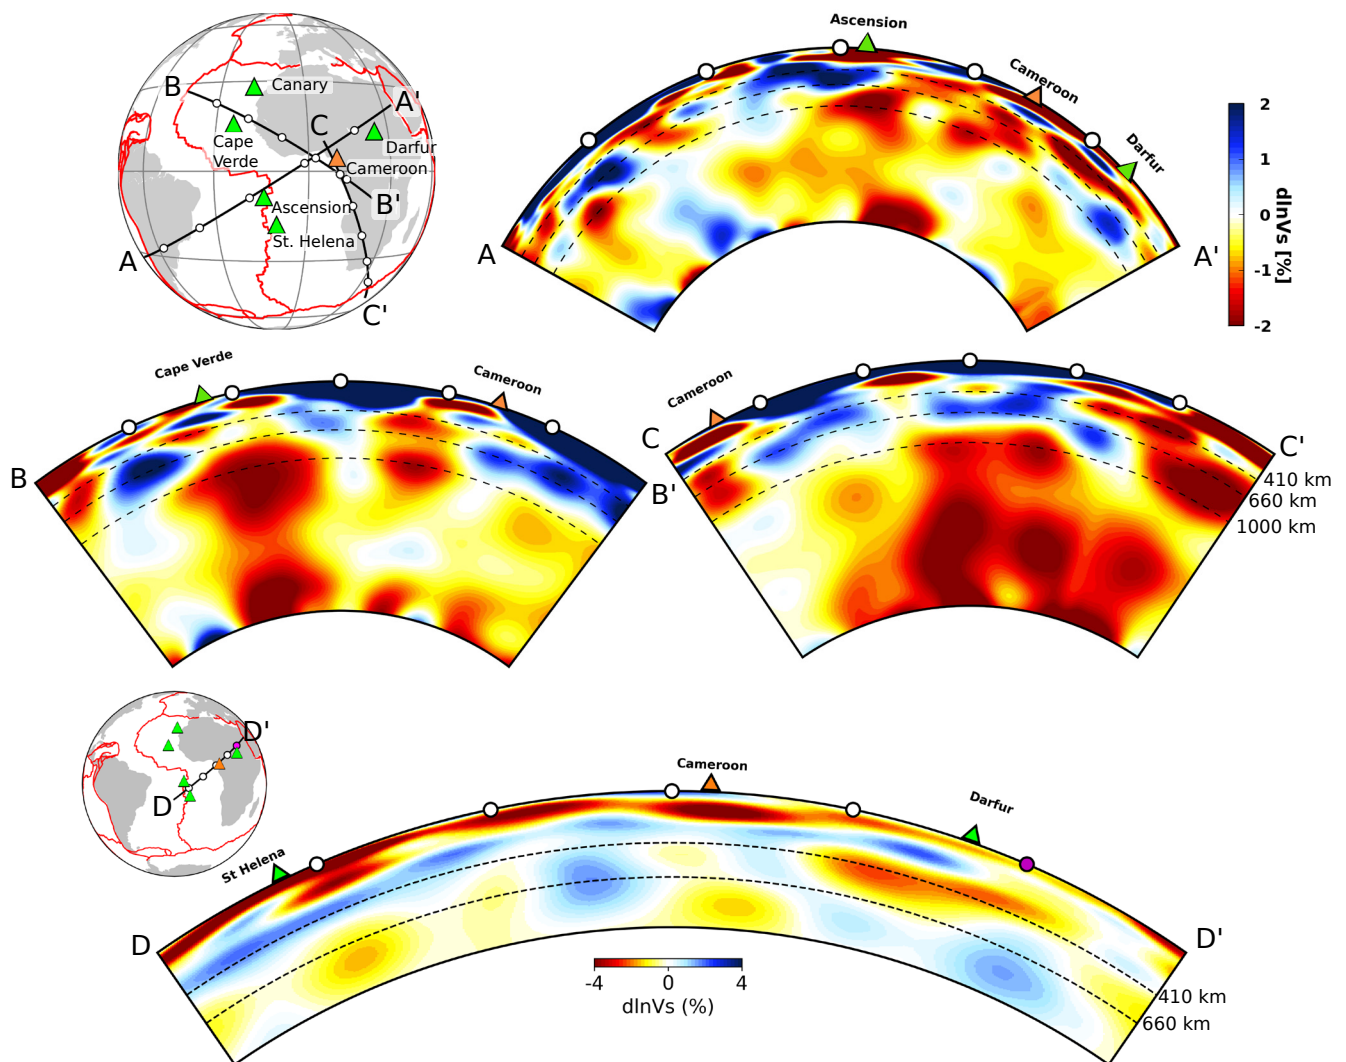 B
Canary
A'
C
Cape
Verde
Darfur
Cameroon
B'
Ascension
St. Helena
A
C'
Ascension
Cameroon
Darfur
A
A'
2
1
0
-1
-2
dlnVs [%]
Cape Verde
Cameroon
B
B'
Cameroon
C
C'
410 km
660 km
1000 km
D'
D
St Helena
Cameroon
Darfur
D
D'
410 km
660 km
-4
0
4
dlnVs (%)